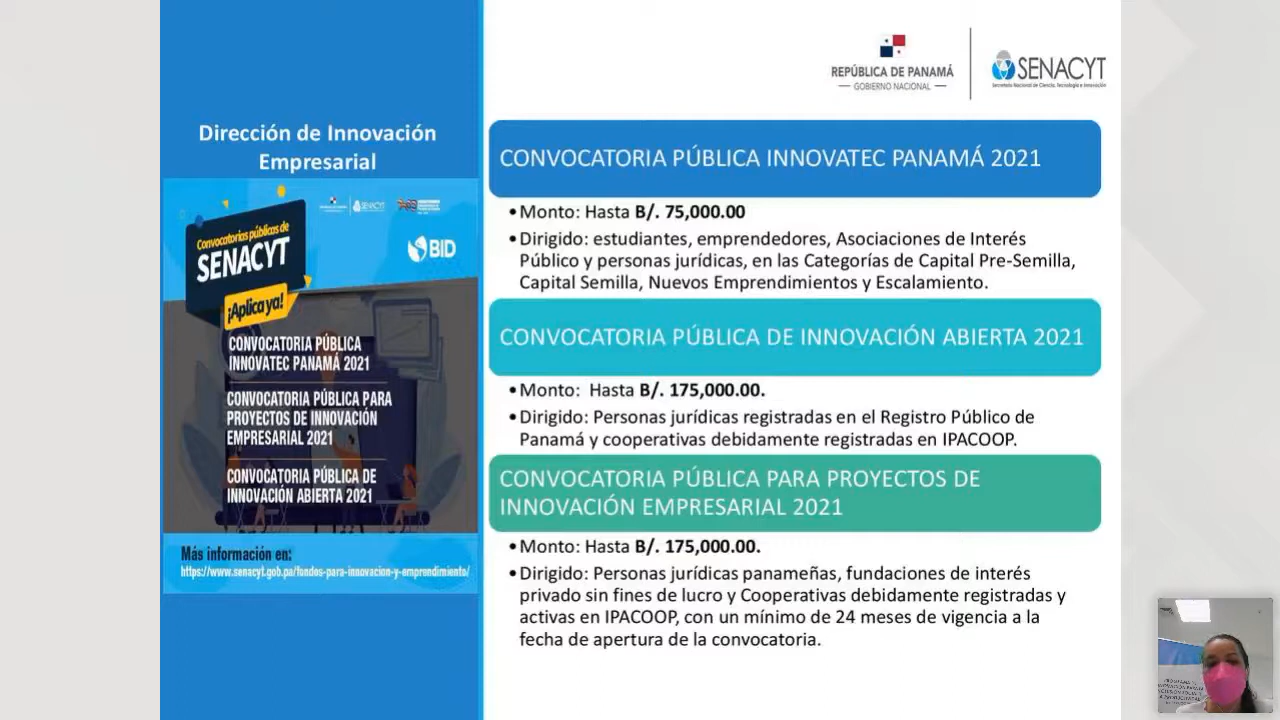 REPÚBLICA DE PANAMÁ
— GOBIERNO NACIONAL —
SENACYT
Secretaría Nacional de Ciencia, Tecnología e Innovación
Dirección de Innovación
Empresarial
SENACYT
BID
Convocatorias públicas de
SENACYT
¡Aplica ya!
CONVOCATORIA PÚBLICA
INNOVATEC PANAMÁ 2021
CONVOCATORIA PÚBLICA PARA
PROYECTOS DE INNOVACIÓN
EMPRESARIAL 2021
CONVOCATORIA PÚBLICA DE
INNOVACIÓN ABIERTA 2021
Más información en:
https://www.senacyt.gob.pa/fondos-para-innovacion-y-emprendimiento/
CONVOCATORIA PÚBLICA INNOVATEC PANAMÁ 2021
•Monto: Hasta B/. 75,000.00
•Dirigido: estudiantes, emprendedores, Asociaciones de Interés
Público y personas jurídicas, en las Categorías de Capital Pre-Semilla,
Capital Semilla, Nuevos Emprendimientos y Escalamiento.
CONVOCATORIA PÚBLICA DE INNOVACIÓN ABIERTA 2021
•Monto: Hasta B/. 175,000.00.
•Dirigido: Personas jurídicas registradas en el Registro Público de
Panamá y cooperativas debidamente registradas en IPACOOP.
CONVOCATORIA PÚBLICA PARA PROYECTOS DE
INNOVACIÓN EMPRESARIAL 2021
•Monto: Hasta B/. 175,000.00.
•Dirigido: Personas jurídicas panameñas, fundaciones de interés
privado sin fines de lucro y Cooperativas debidamente registradas y
activas en IPACOOP, con un mínimo de 24 meses de vigencia a la
fecha de apertura de la convocatoria.